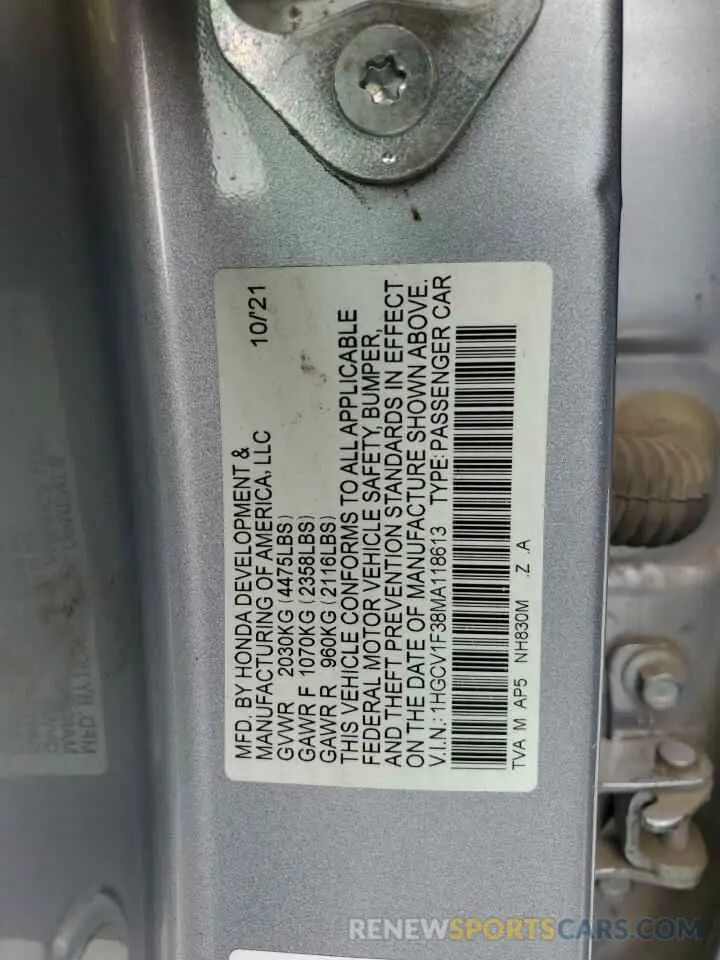 MFD. BY HONDA DEVELOPMENT &
MANUFACTURING OF AMERICA, LLC 10/'21
GVWR 2030KG (4475LBS)
GAWR F 1070KG (2358LBS)
GAWR R 960KG (2116LBS)
THIS VEHICLE CONFORMS TO ALL APPLICABLE
FEDERAL MOTOR VEHICLE SAFETY, BUMPER,
AND THEFT PREVENTION STANDARDS IN EFFECT
ON THE DATE OF MANUFACTURE SHOWN ABOVE.
V.I.N.: 1HGCV1F38MA118613 TYPE: PASSENGER CAR
TVA M AP5 NH830M .Z .A
RENEWSPORTSCARS.COM